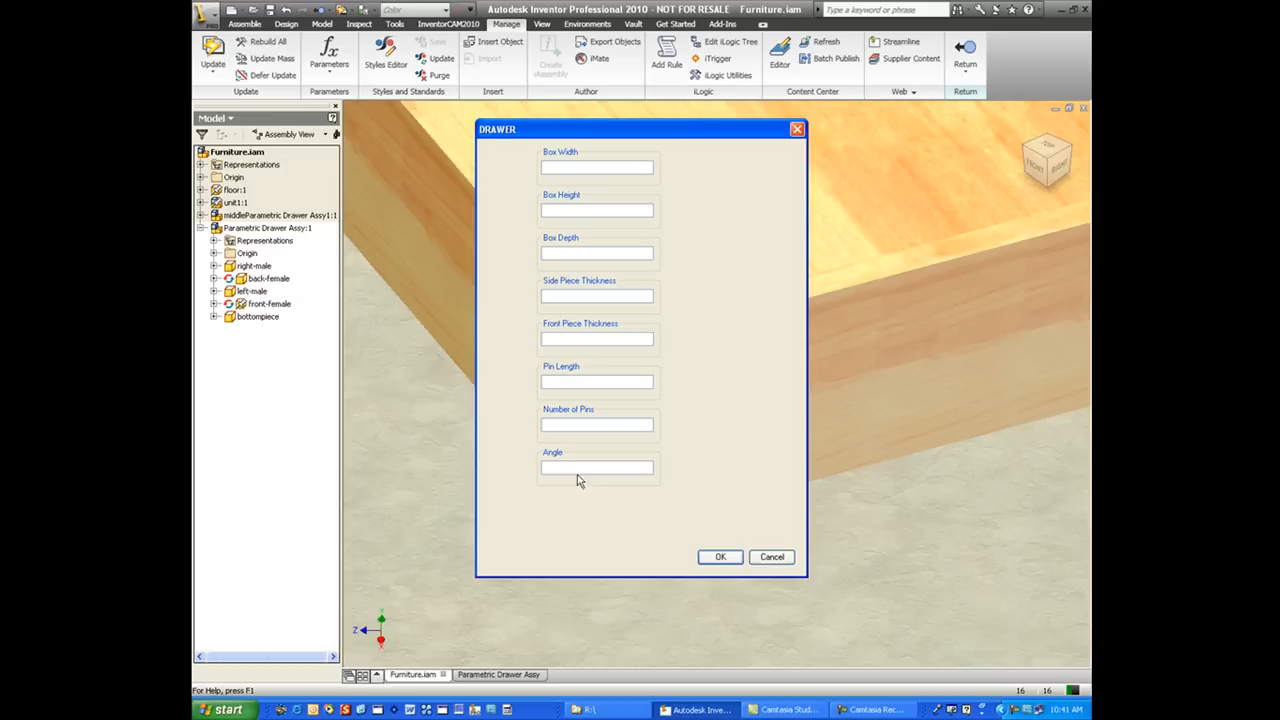 Color
Autodesk Inventor Professional 2010 - NOT FOR RESALE Furniture.iam
Type a keyword or phrase
PRO
Assemble Design Model Inspect Tools InventorCAM2010 Manage View Environments Vault Get Started Add-Ins
Update
Rebuild All
Update Mass
Defer Update
Update
Parameters
Parameters
Styles Editor
Save
Update
Purge
Styles and Standards
Insert Object
Import
Insert
Create iAssembly
Export Objects
iMate
Author
Add Rule
Edit iLogic Tree
iTrigger
iLogic Utilities
iLogic
Editor
Refresh
Batch Publish
Content Center
Streamline
Supplier Content
Web
Return
Return
Model
Assembly View
Furniture.iam
Representations
Origin
floor:1
unit1:1
middleParametric Drawer Assy1:1
Parametric Drawer Assy:1
Representations
Origin
right-male
back-female
left-male
front-female
bottompiece
DRAWER
Box Width
Box Height
Box Depth
Side Piece Thickness
Front Piece Thickness
Pin Length
Number of Pins
Angle
OK Cancel
FRONT
RIGHT
Y
Z
X
Furniture.iam
Parametric Drawer Assy
For Help, press F1
16 16
start
R:\
Autodesk Inve...
Camtasia Stud...
Camtasia Rec...
10:41 AM